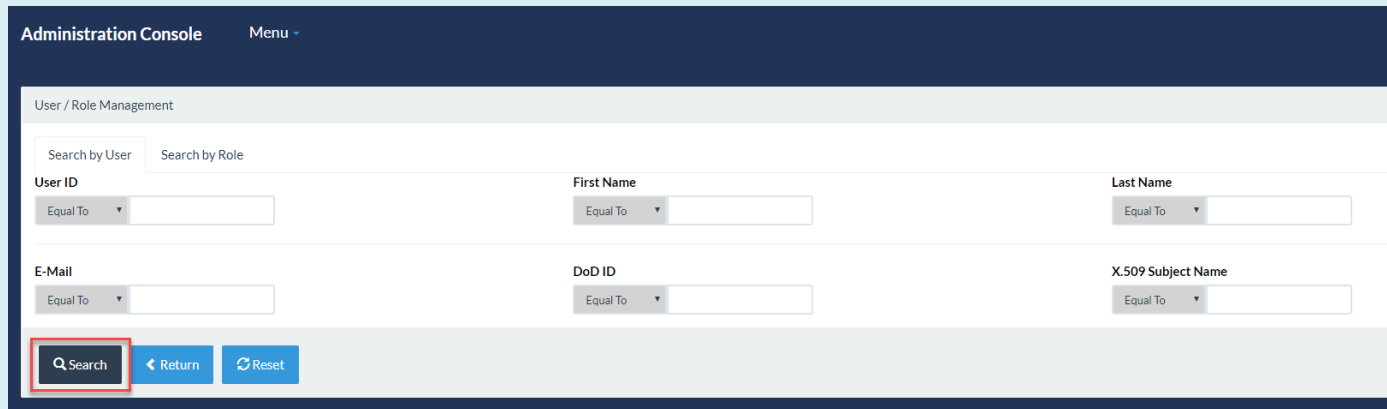 Administration Console Menu
User / Role Management
Search by User Search by Role
User ID First Name Last Name
Equal To Equal To Equal To
E-Mail DoD ID X.509 Subject Name
Equal To Equal To Equal To
Search Return Reset